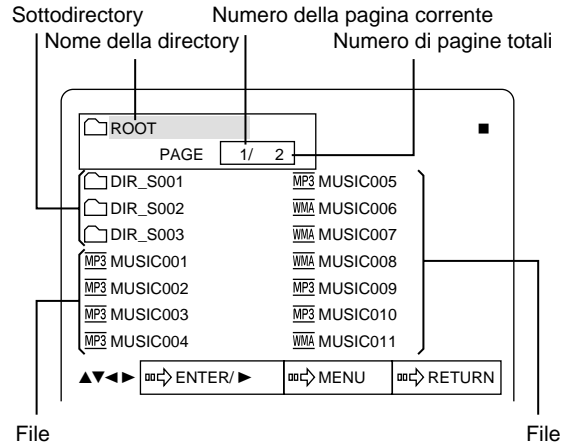 Sottodirectory Numero della pagina corrente
Nome della directory Numero di pagine totali
ROOT
PAGE 1/ 2
DIR_S001 MP3 MUSIC005
DIR_S002 WMA MUSIC006
DIR_S003 WMA MUSIC007
MP3 MUSIC001 WMA MUSIC008
MP3 MUSIC002 MP3 MUSIC009
MP3 MUSIC003 MP3 MUSIC010
MP3 MUSIC004 WMA MUSIC011
ENTER/ MENU RETURN
File File